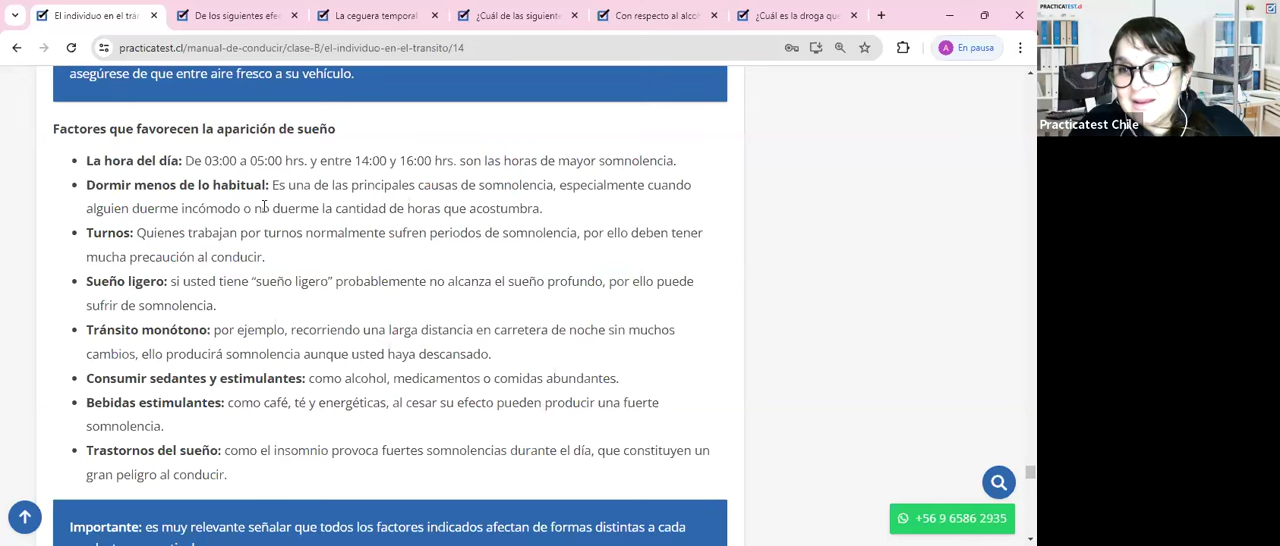 El individuo en el trán
De los siguientes efe
La ceguera temporal
¿Cuál de las siguiente
Con respecto al alcoh
¿Cuál es la droga que
practicatest.cl/manual-de-conducir/clase-B/el-individuo-en-el-transito/14
A En pausa
PRACTICATEST.CL
Practicatest Chile
asegúrese de que entre aire fresco a su vehículo.
Factores que favorecen la aparición de sueño
• La hora del día: De 03:00 a 05:00 hrs. y entre 14:00 y 16:00 hrs. son las horas de mayor somnolencia.
• Dormir menos de lo habitual: Es una de las principales causas de somnolencia, especialmente cuando
alguien duerme incómodo o no duerme la cantidad de horas que acostumbra.
• Turnos: Quienes trabajan por turnos normalmente sufren periodos de somnolencia, por ello deben tener
mucha precaución al conducir.
• Sueño ligero: si usted tiene “sueño ligero” probablemente no alcanza el sueño profundo, por ello puede
sufrir de somnolencia.
• Tránsito monótono: por ejemplo, recorriendo una larga distancia en carretera de noche sin muchos
cambios, ello producirá somnolencia aunque usted haya descansado.
• Consumir sedantes y estimulantes: como alcohol, medicamentos o comidas abundantes.
• Bebidas estimulantes: como café, té y energéticas, al cesar su efecto pueden producir una fuerte
somnolencia.
• Trastornos del sueño: como el insomnio provoca fuertes somnolencias durante el día, que constituyen un
gran peligro al conducir.
+56 9 6586 2935
Importante: es muy relevante señalar que todos los factores indicados afectan de formas distintas a cada